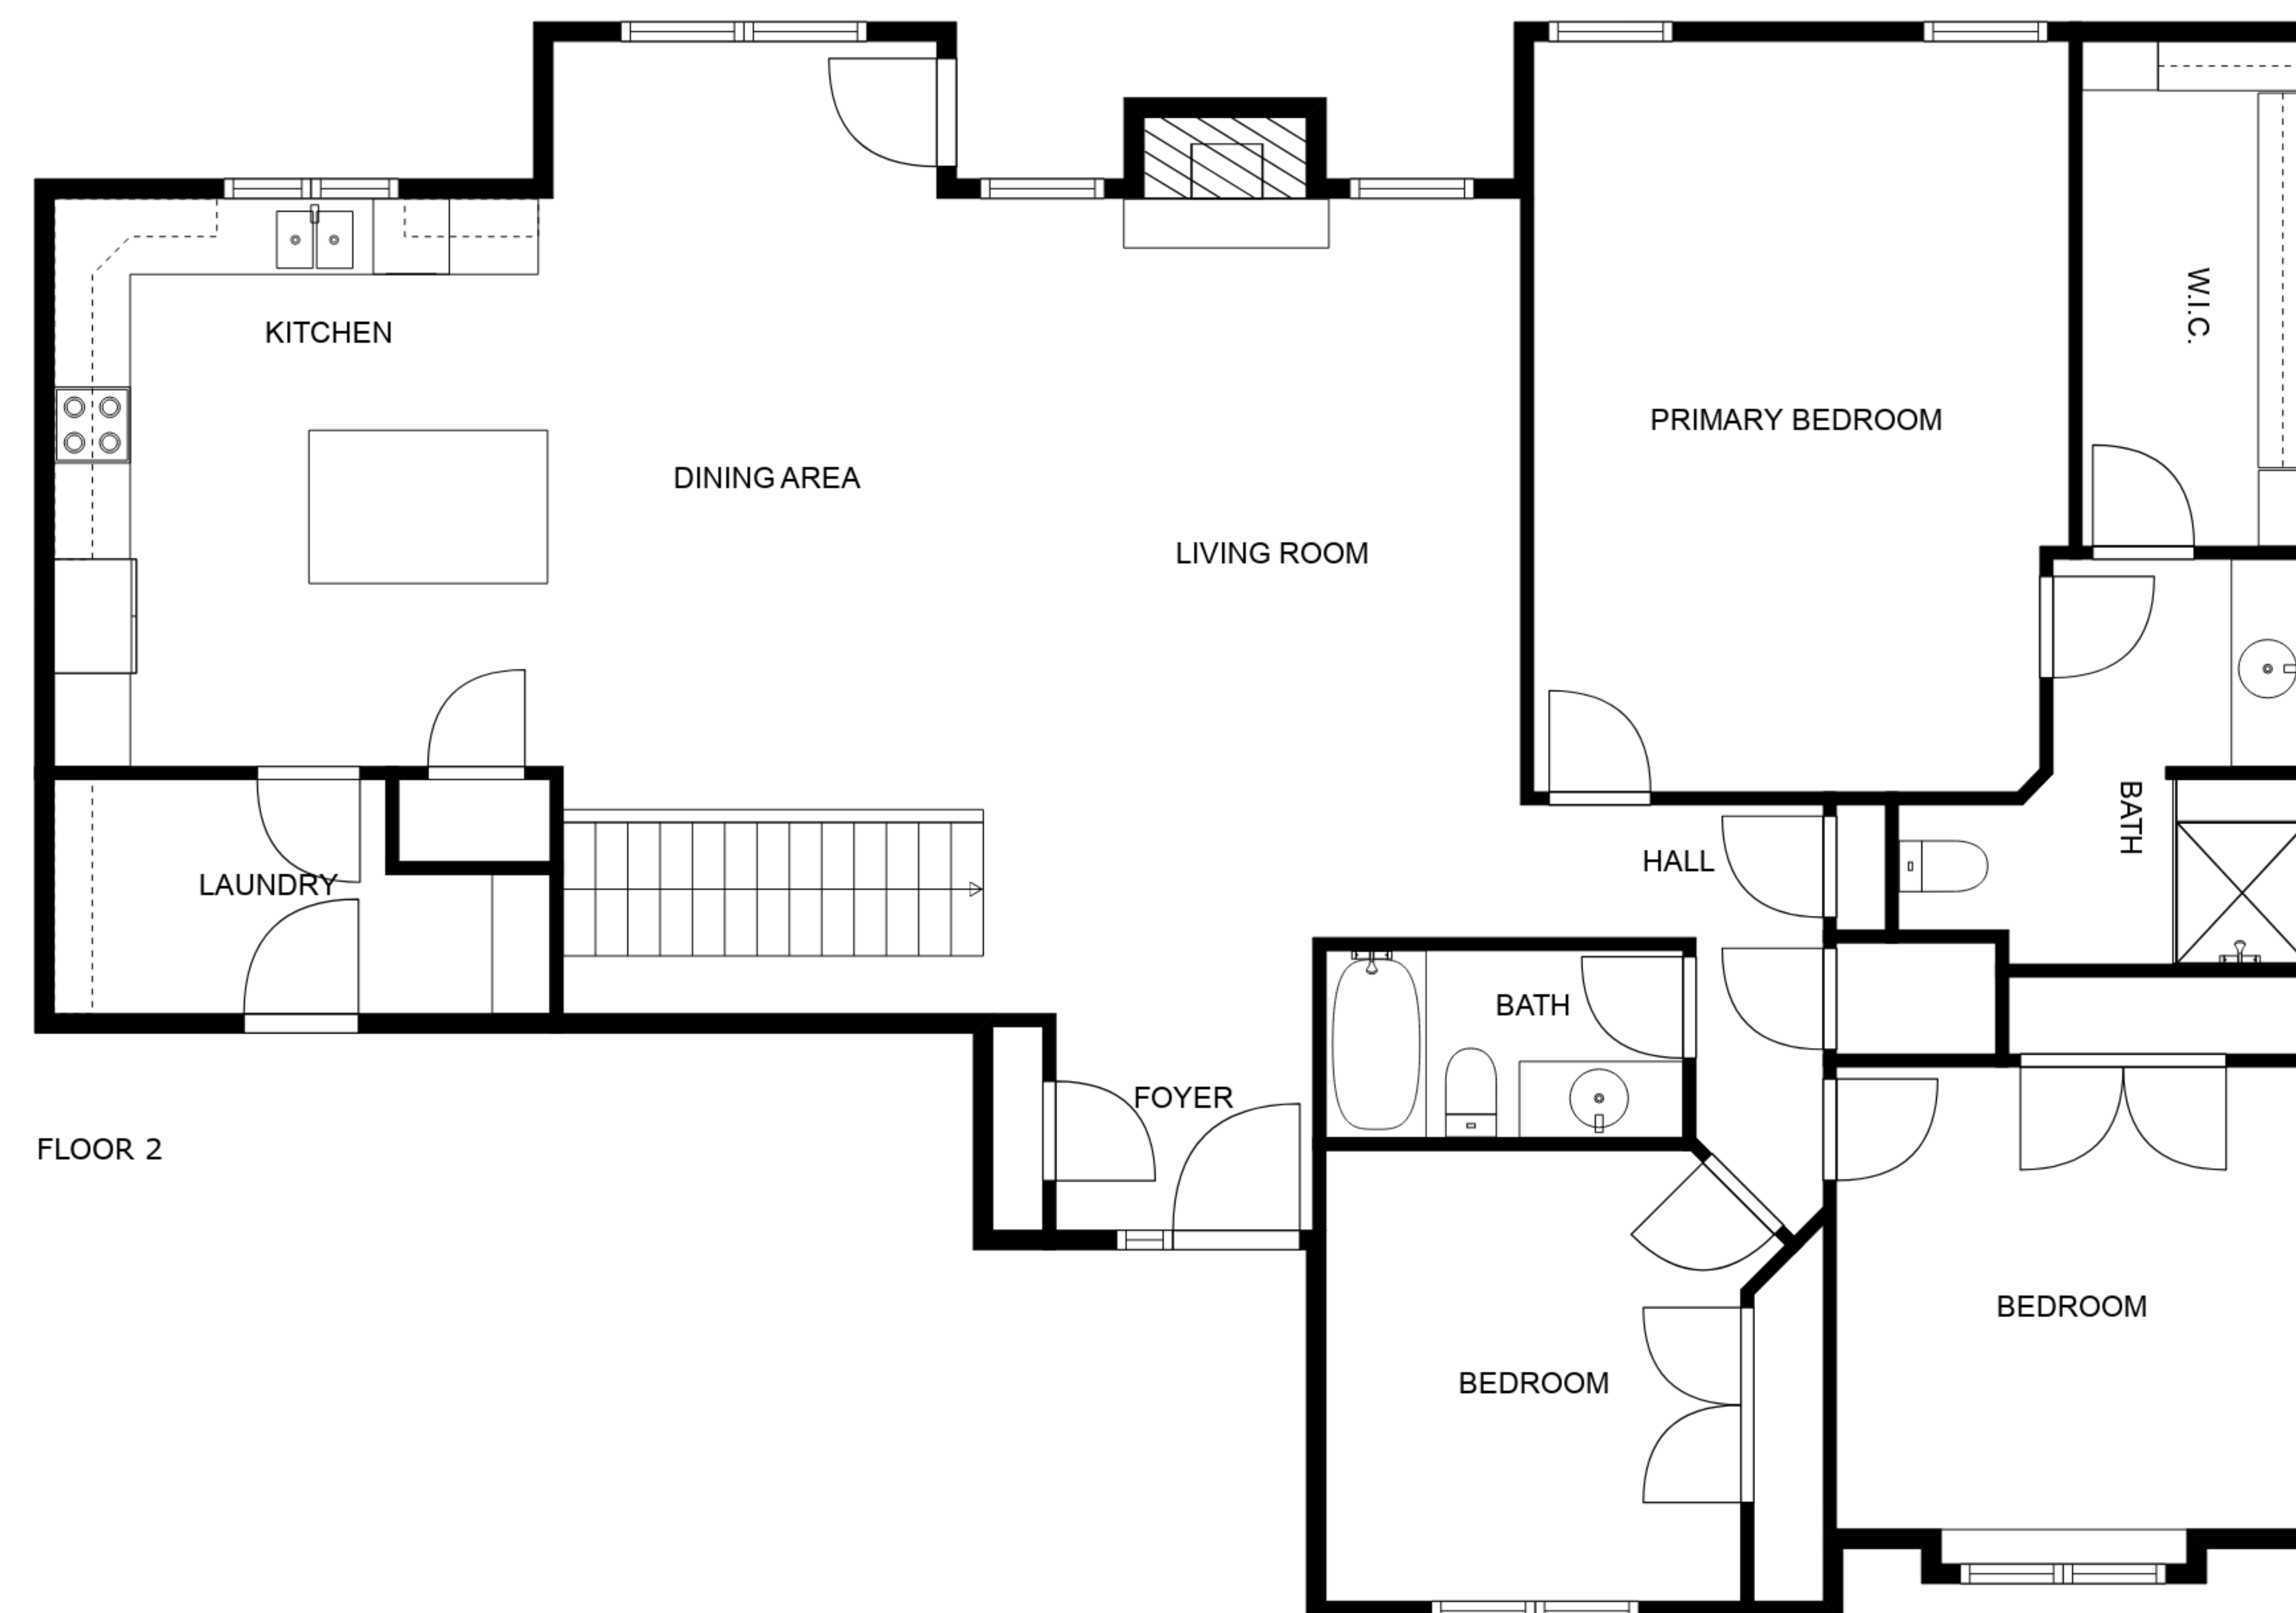 W.I.C.
KITCHEN
PRIMARY BEDROOM
DINING AREA
LIVING ROOM
BATH
HALL
LAUNDRY
BATH
FOYER
FLOOR 2
BEDROOM
BEDROOM